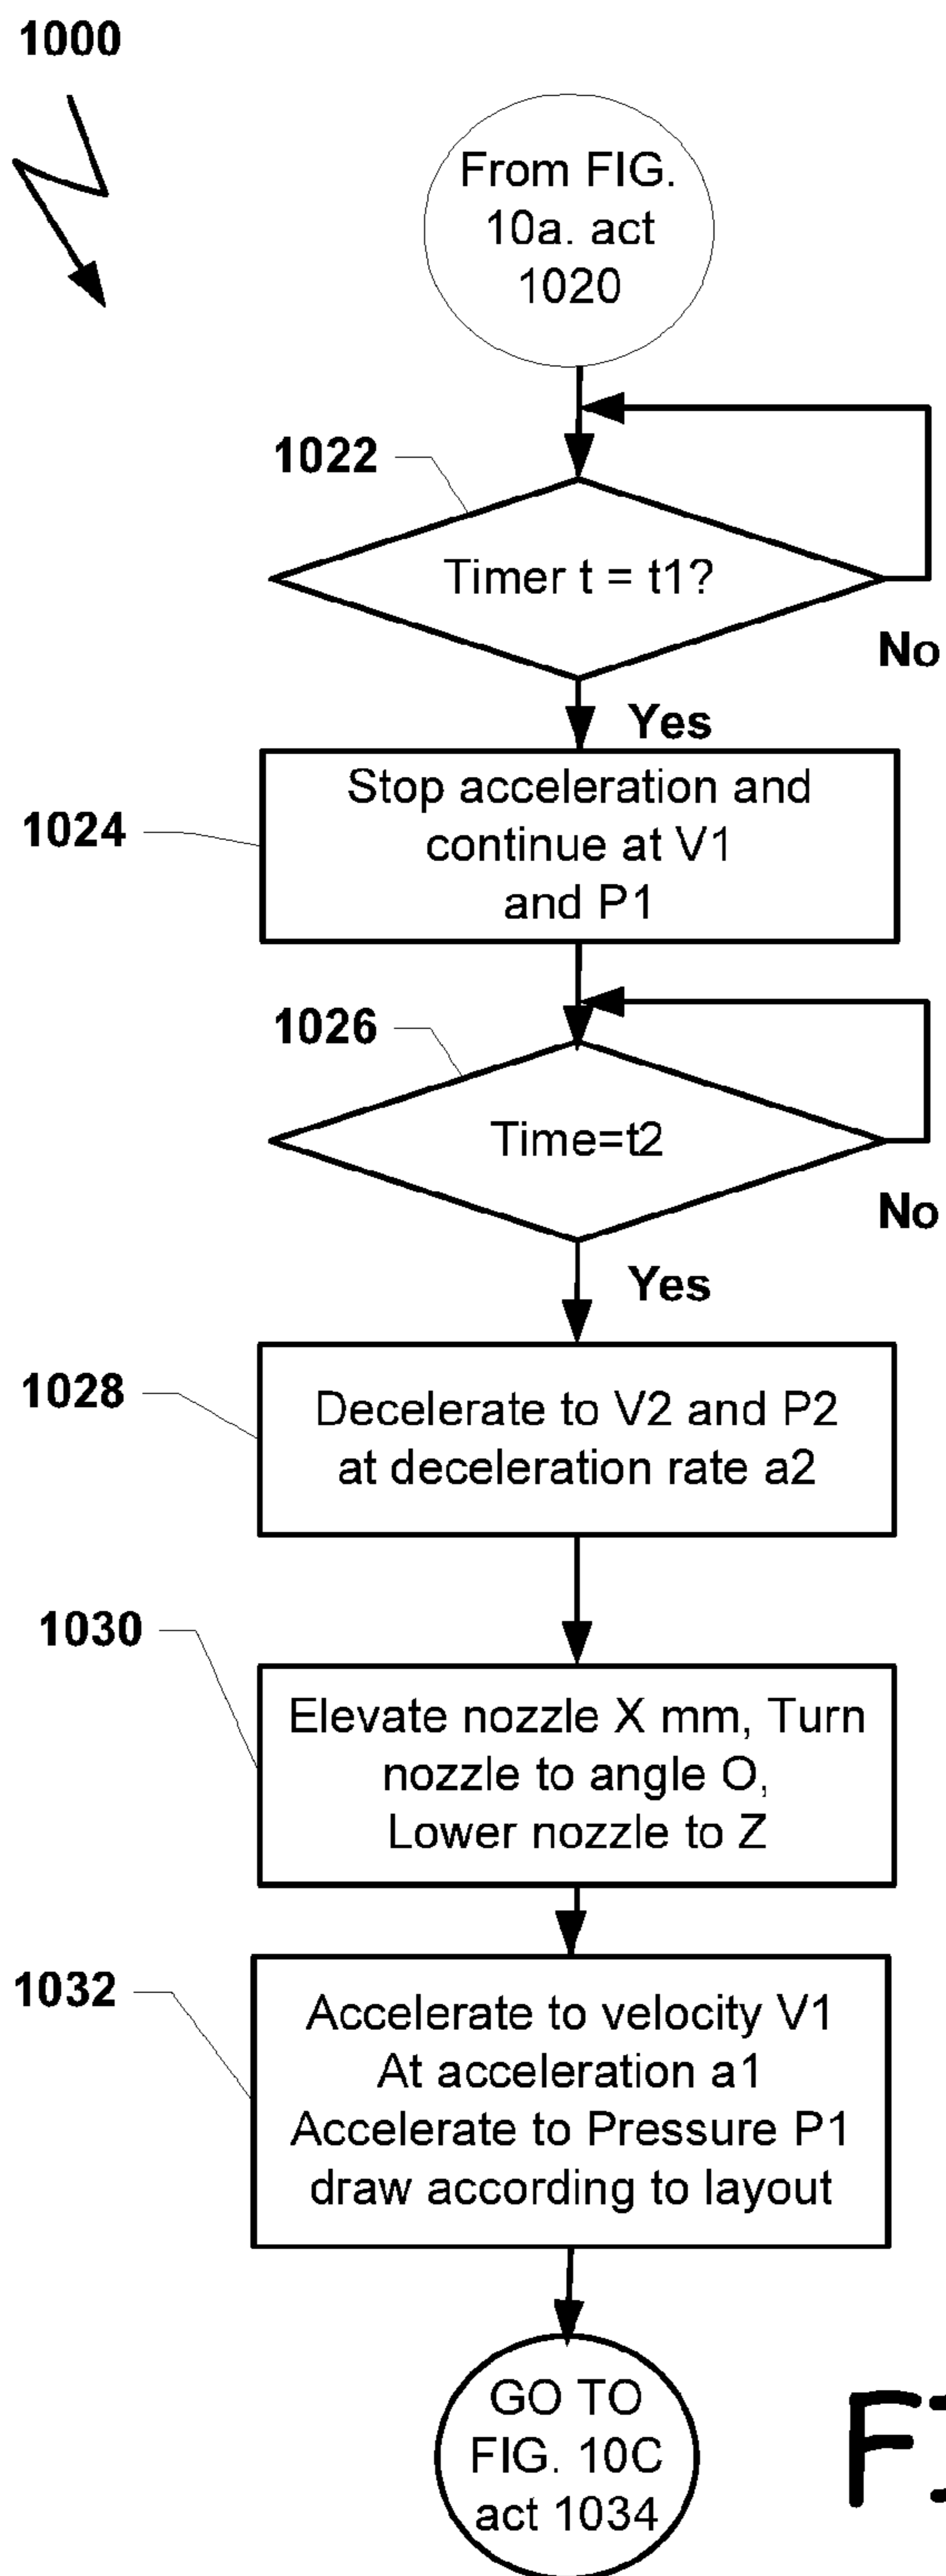 1000
From FIG.
10a. act
1020
1022
Timer t = t1?
No
Yes
1024
Stop acceleration and
continue at V1
and P1
1026
Time=t2
No
Yes
1028
Decelerate to V2 and P2
at deceleration rate a2
1030
Elevate nozzle X mm, Turn
nozzle to angle O,
Lower nozzle to Z
1032
Accelerate to velocity V1
At acceleration a1
Accelerate to Pressure P1
draw according to layout
GO TO
FIG. 10C
act 1034